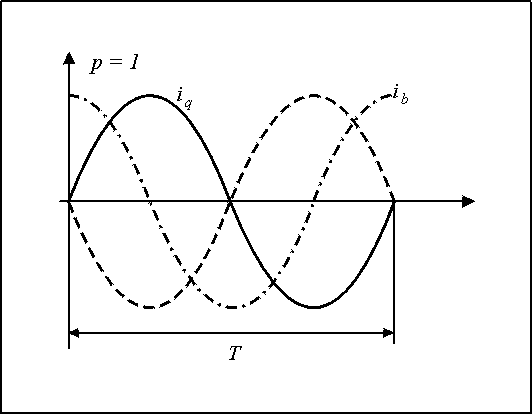 p = 1
i_q
i_b
T